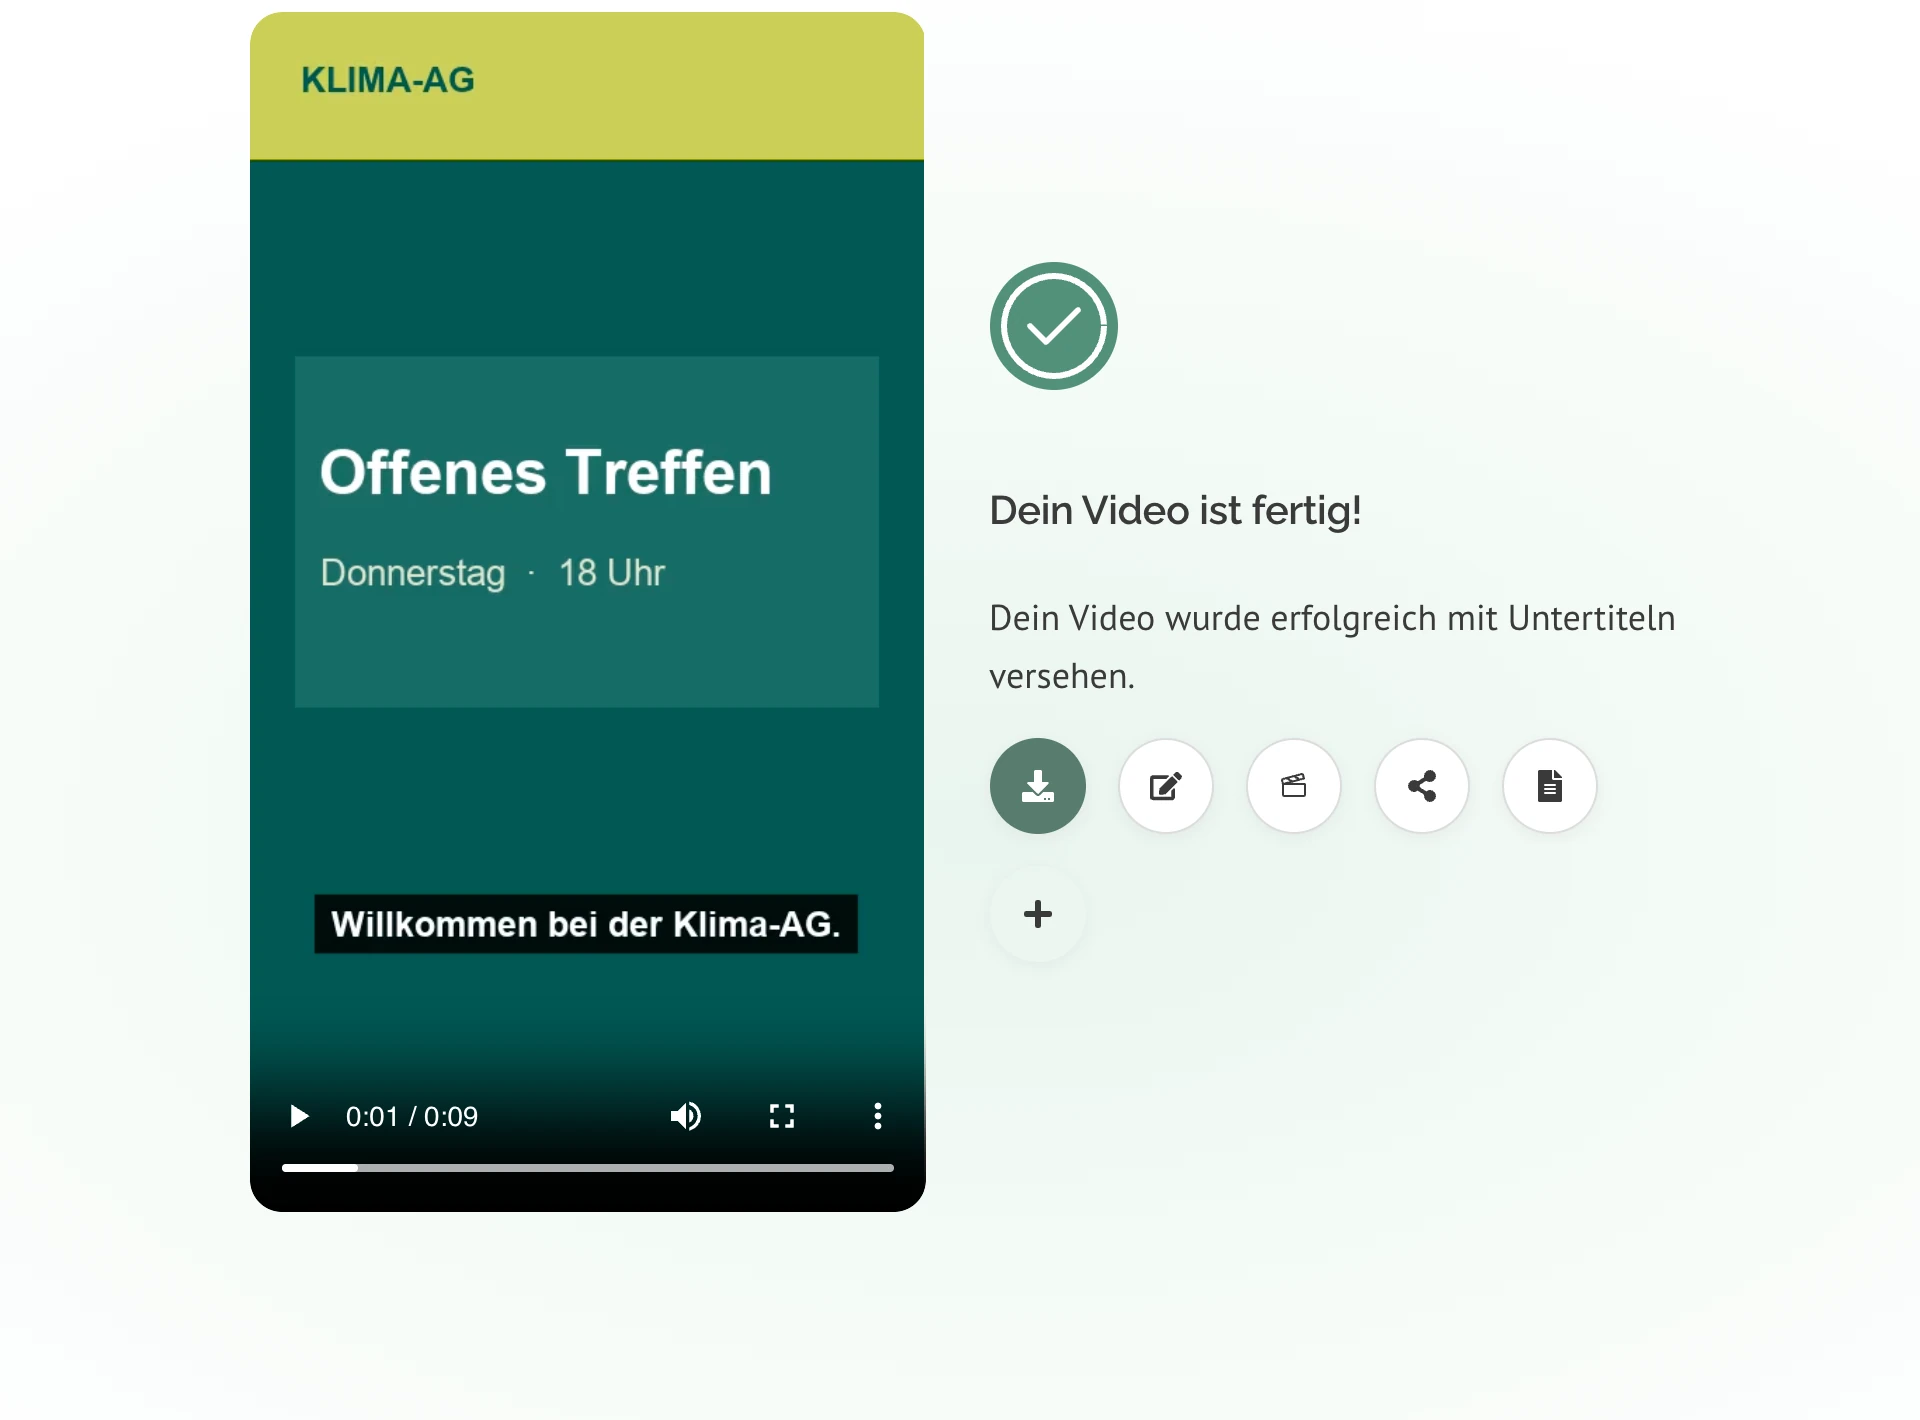 KLIMA-AG
Offenes Treffen
Donnerstag · 18 Uhr
Willkommen bei der Klima-AG.
0:01 / 0:09
Dein Video ist fertig!
Dein Video wurde erfolgreich mit Untertiteln
versehen.